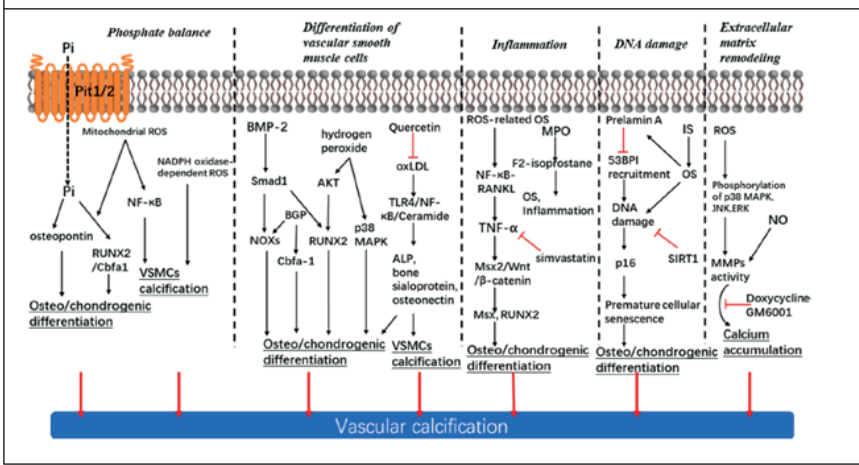 Phosphate balance
Pi
Pit1/2
Mitochondrial ROS
NADPH oxidase-
dependent ROS
Pi
NF-κB
osteopontin
RUNX2
/Cbfa1
VSMCs
calcification
Osteo/chondrogenic
differentiation
Differentiation of
vascular smooth
muscle cells
BMP-2
hydrogen
peroxide
Quercetin
oxLDL
Smad1
AKT
TLR4/NF-
κB/Ceramide
BGP
NOXs
RUNX2
p38
MAPK
Cbfa-1
ALP,
bone
sialoprotein,
osteonectin
Osteo/chondrogenic
differentiation
VSMCs
calcification
Inflammation
ROS-related OS
MPO
F2-isoprostane
NF-κB-
RANKL
OS,
Inflammation
TNF-α
simvastatin
Msx2/Wnt
/β-catenin
Msx, RUNX2
Osteo/chondrogenic
differentiation
DNA damage
Prelamin A
IS
53BPI
recruitment
OS
DNA
damage
SIRT1
p16
Premature cellular
senescence
Osteo/chondrogenic
differentiation
Extracellular
matrix
remodeling
ROS
Phosphorylation
of p38 MAPK,
JNK,ERK
NO
MMPs
activity
Doxycycline
GM6001
Calcium
accumulation
Vascular calcification